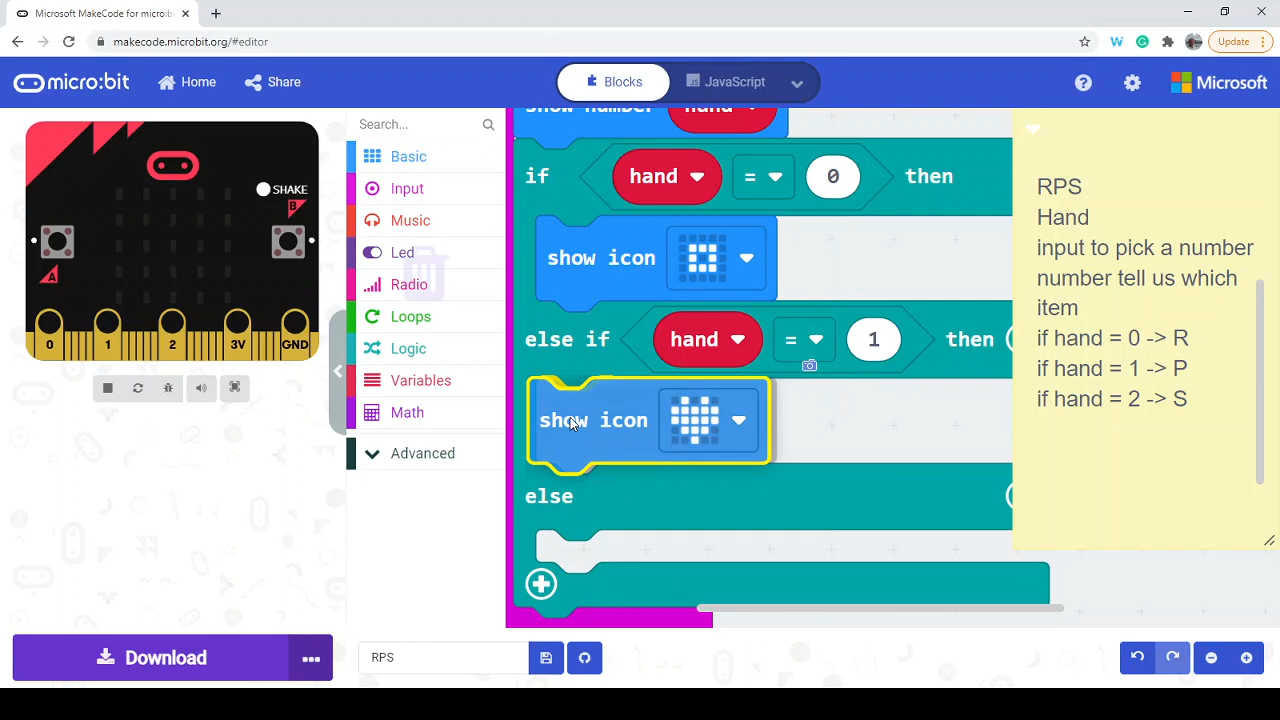 Microsoft MakeCode for micro:b
makecode.microbit.org/#editor
Update
micro:bit
Home
Share
Blocks
JavaScript
Microsoft
Search...
Basic
Input
Music
Led
Radio
Loops
Logic
Variables
Math
Advanced
SHAKE
B
A
0 1 2 3V GND
show number hand
if hand = 0 then
show icon
else if hand = 1 then
show icon
else
RPS
Hand
input to pick a number
number tell us which
item
if hand = 0 -> R
if hand = 1 -> P
if hand = 2 -> S
Download
RPS